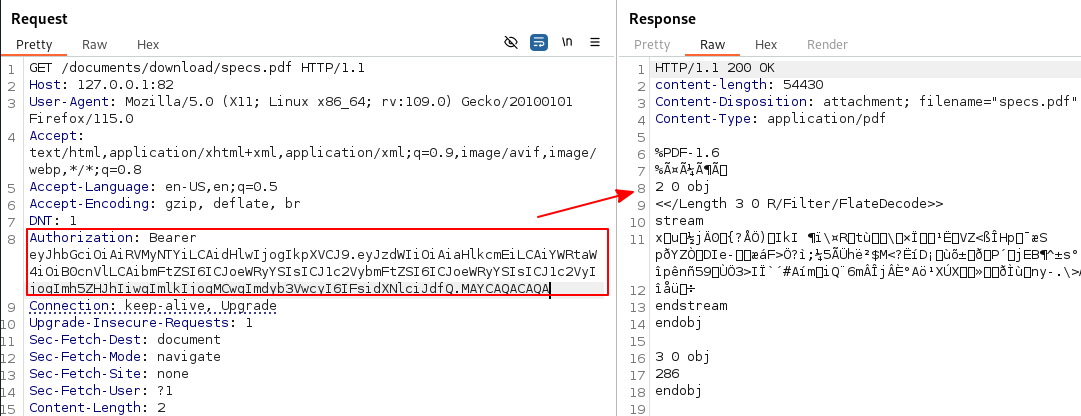 Request
Pretty Raw Hex
\n
1 GET /documents/download/specs.pdf HTTP/1.1
2 Host: 127.0.0.1:82
3 User-Agent: Mozilla/5.0 (X11; Linux x86_64; rv:109.0) Gecko/20100101
Firefox/115.0
4 Accept:
text/html,application/xhtml+xml,application/xml;q=0.9,image/avif,image/
webp,*/*;q=0.8
5 Accept-Language: en-US,en;q=0.5
6 Accept-Encoding: gzip, deflate, br
7 DNT: 1
8 Authorization: Bearer
eyJhbGciOiAiRVMyNTYiLCAidHlwIjogIkpXVCJ9.eyJzdWIiOiAiaHlkcmEiLCAiYWRtaW
4iOiB0cnVlLCAibmFtZSI6ICJoeWRyYSIsICJ1c2VybmFtZSI6ICJoeWRyYSIsICJ1c2VyI
jogImh5ZHJhIiwgImlkIjogMCwgImdyb3VwcyI6IFsidXNlciJdfQ.MAYCAQACAQA
9 Connection: keep-alive, Upgrade
10 Upgrade-Insecure-Requests: 1
11 Sec-Fetch-Dest: document
12 Sec-Fetch-Mode: navigate
13 Sec-Fetch-Site: none
14 Sec-Fetch-User: ?1
15 Content-Length: 2
Response
Pretty Raw Hex Render
1 HTTP/1.1 200 OK
2 content-length: 54430
3 Content-Disposition: attachment; filename="specs.pdf"
4 Content-Type: application/pdf
5
6 %PDF-1.6
7 %Ã¤Ã¼Ã¶Ã
8 2 0 obj
9 <</Length 3 0 R/Filter/FlateDecode>>
10 stream
11
12 îåü÷
13 endstream
14 endobj
15
16 3 0 obj
17 286
18 endobj
19